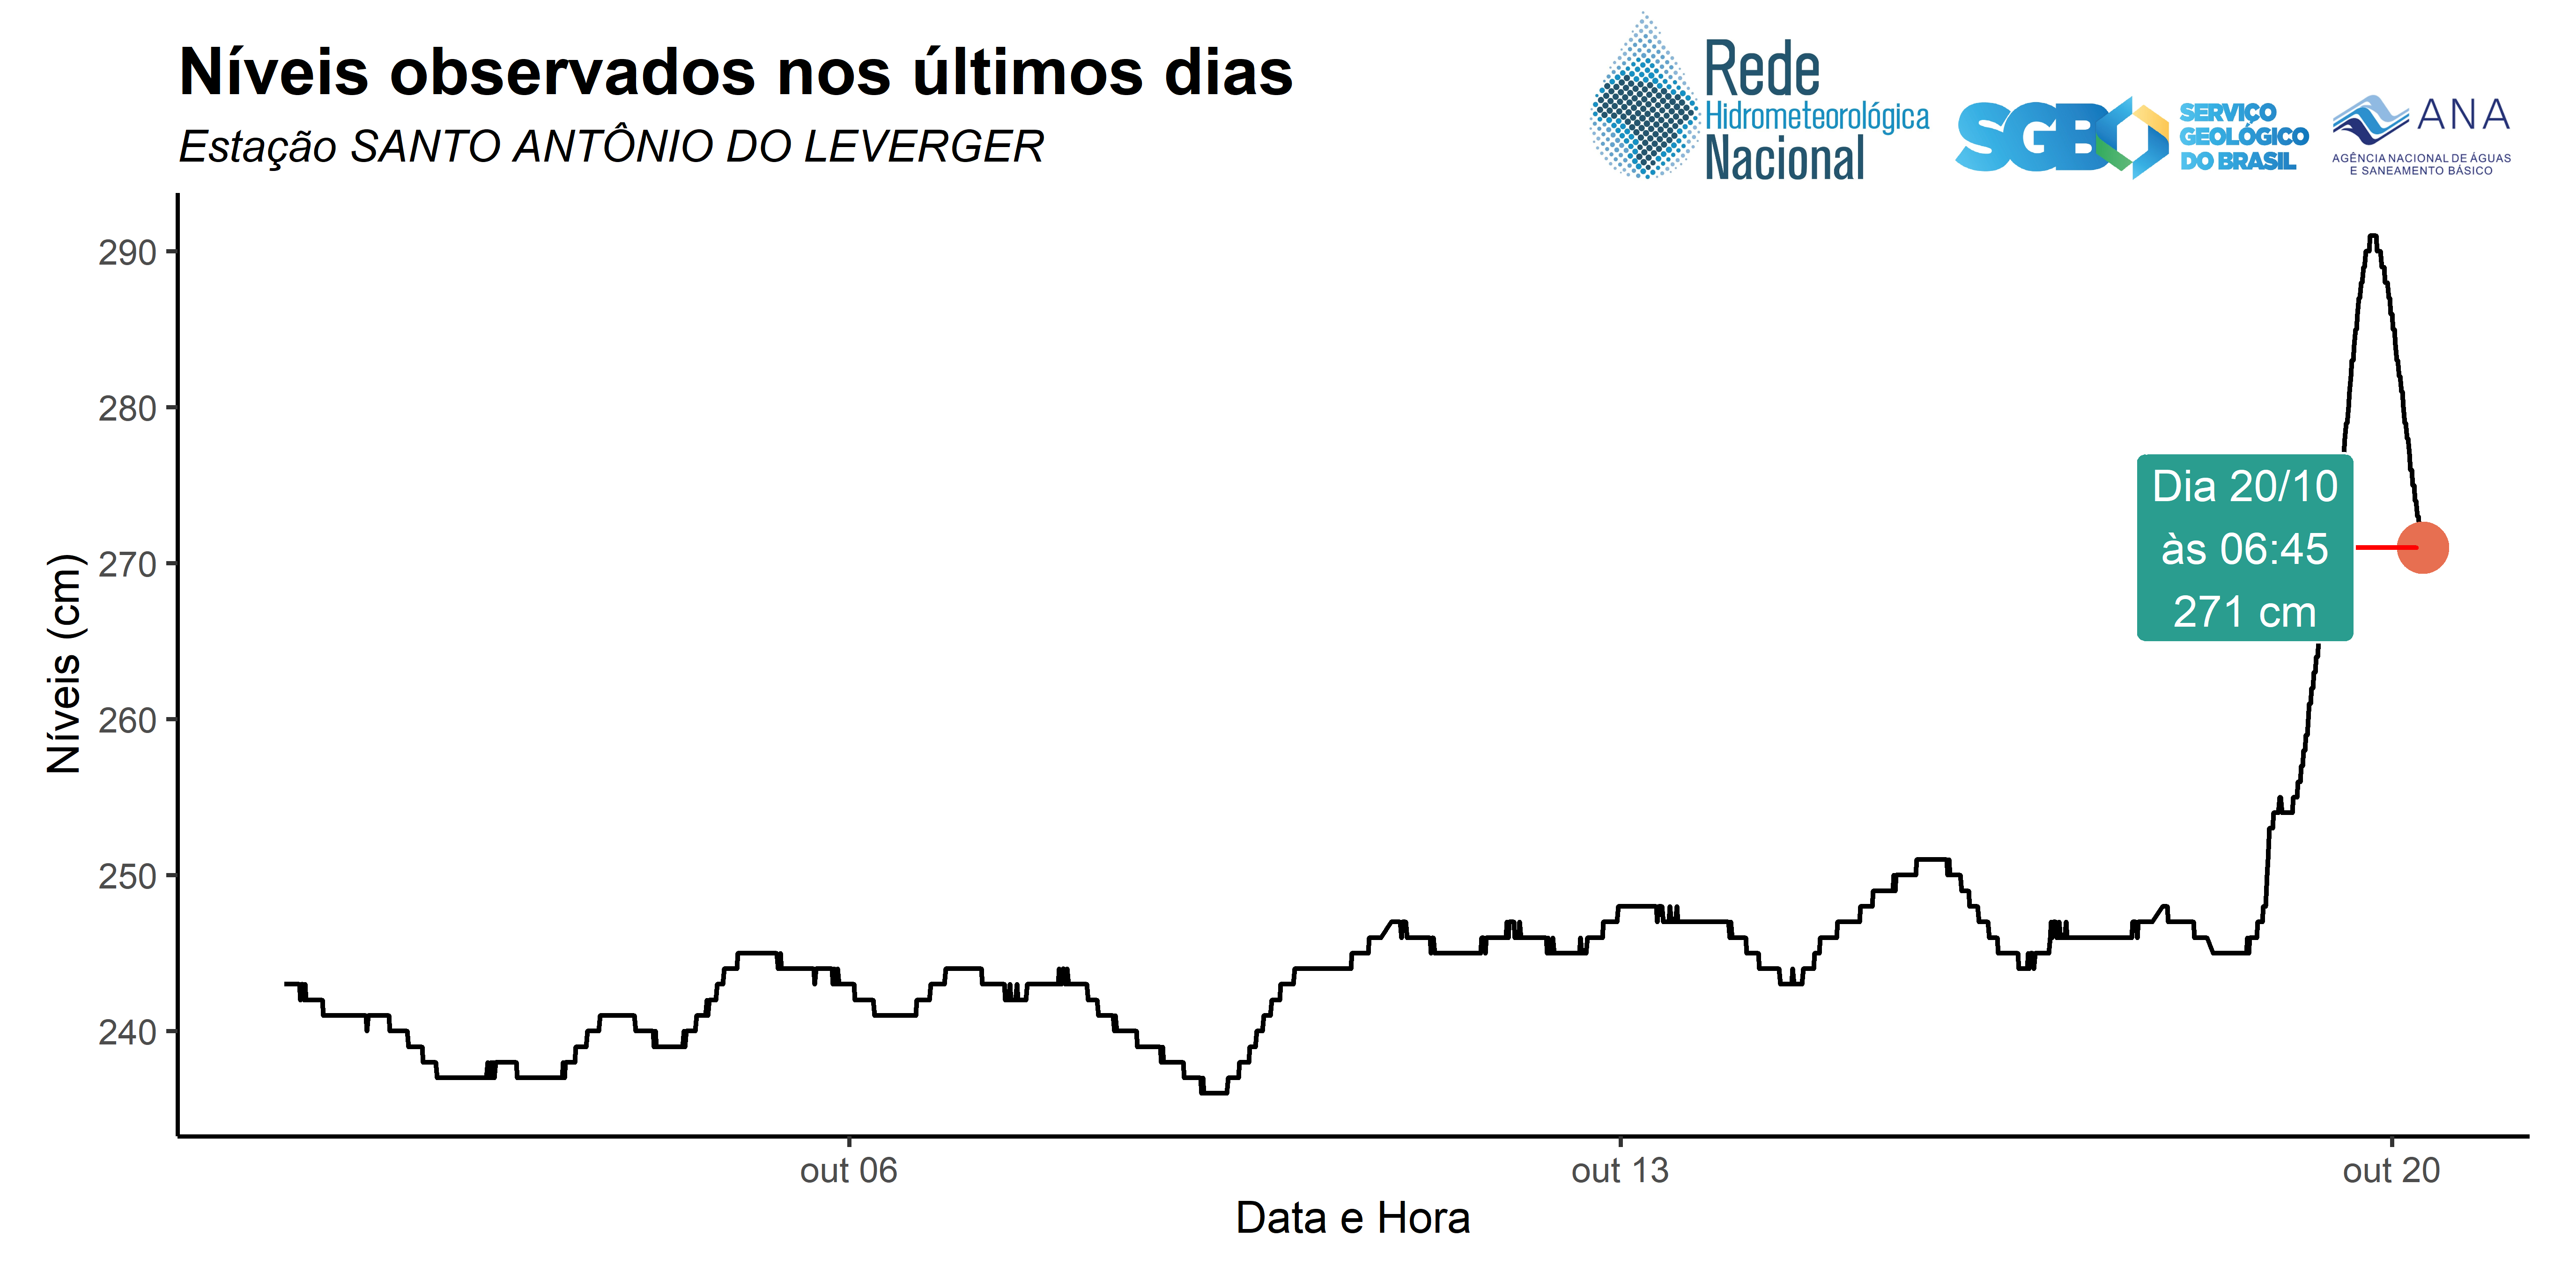 Níveis observados nos últimos dias
Estação SANTO ANTÔNIO DO LEVERGER
Rede
Hidrometeorológica
Nacional
SGB
SERVIÇO
GEOLÓGICO
DO BRASIL
ANA
AGÊNCIA NACIONAL DE ÁGUAS
E SANEAMENTO BÁSICO
Níveis (cm)
290
280
270
260
250
240
Dia 20/10
às 06:45
271 cm
out 06
out 13
out 20
Data e Hora